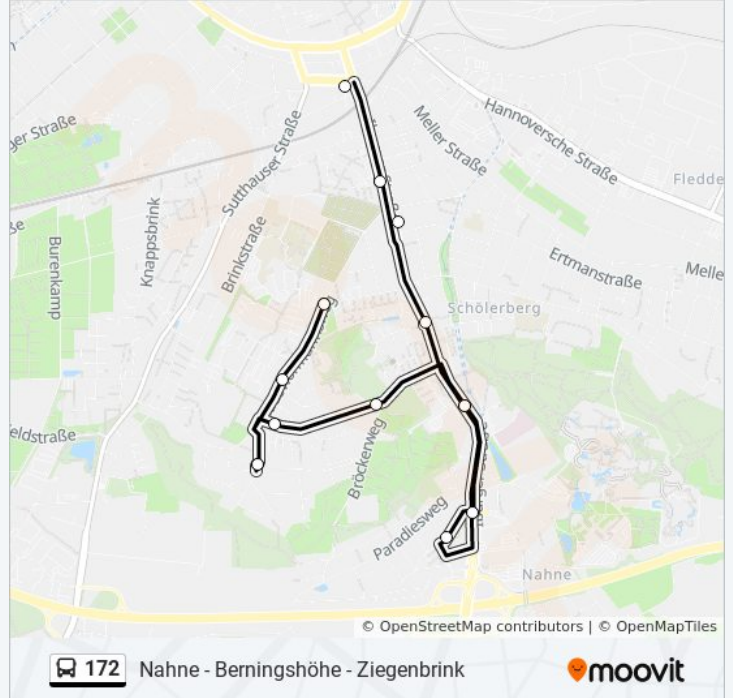 Hannoversche Straße
Meller Straße
ger Straße
Sutthauser Straße
Fledde
Knappsbrink
Brinkstraße
Burenkamp
Ertmanstraße
Melle
Schölerberg
feldstraße
Bröckerweg
Paradiesweg
Nahne
© OpenStreetMap contributors | © OpenMapTiles
172 Nahne - Berningshöhe - Ziegenbrink
moovit